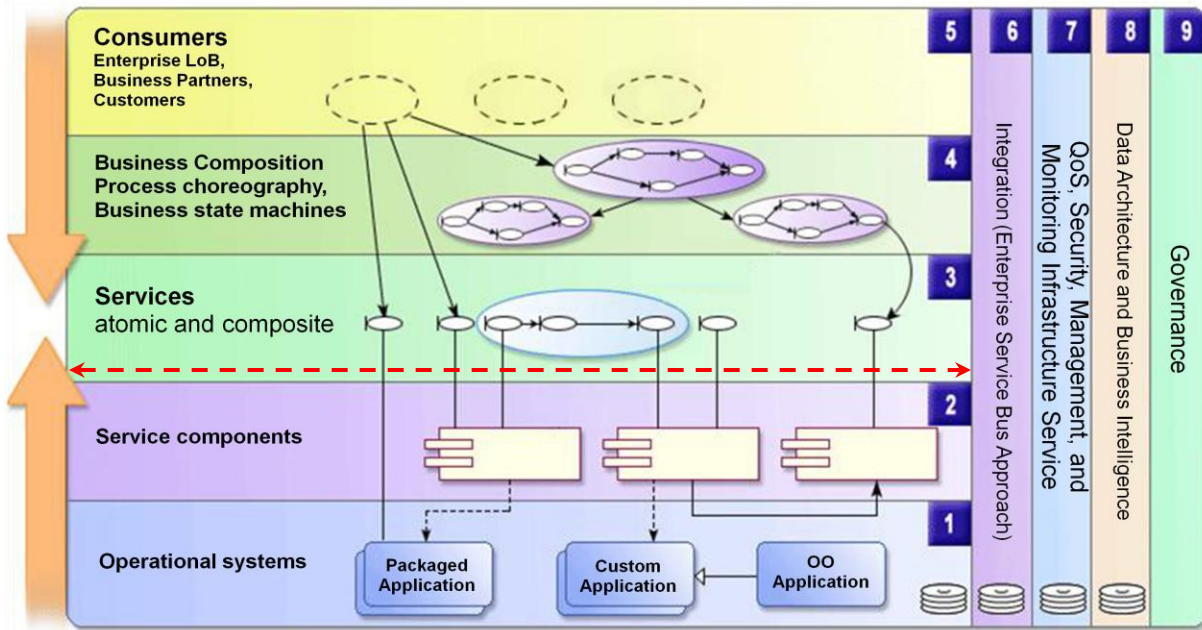 Consumers
Enterprise LoB,
Business Partners,
Customers
5
6
7
8
9
Business Composition
Process choreography,
Business state machines
4
Services
atomic and composite
3
Service components
2
Operational systems
1
Packaged
Application
Custom
Application
OO
Application
Integration (Enterprise Service Bus Approach)
QoS, Security, Management, and
Monitoring Infrastructure Service
Data Architecture and Business Intelligence
Governance